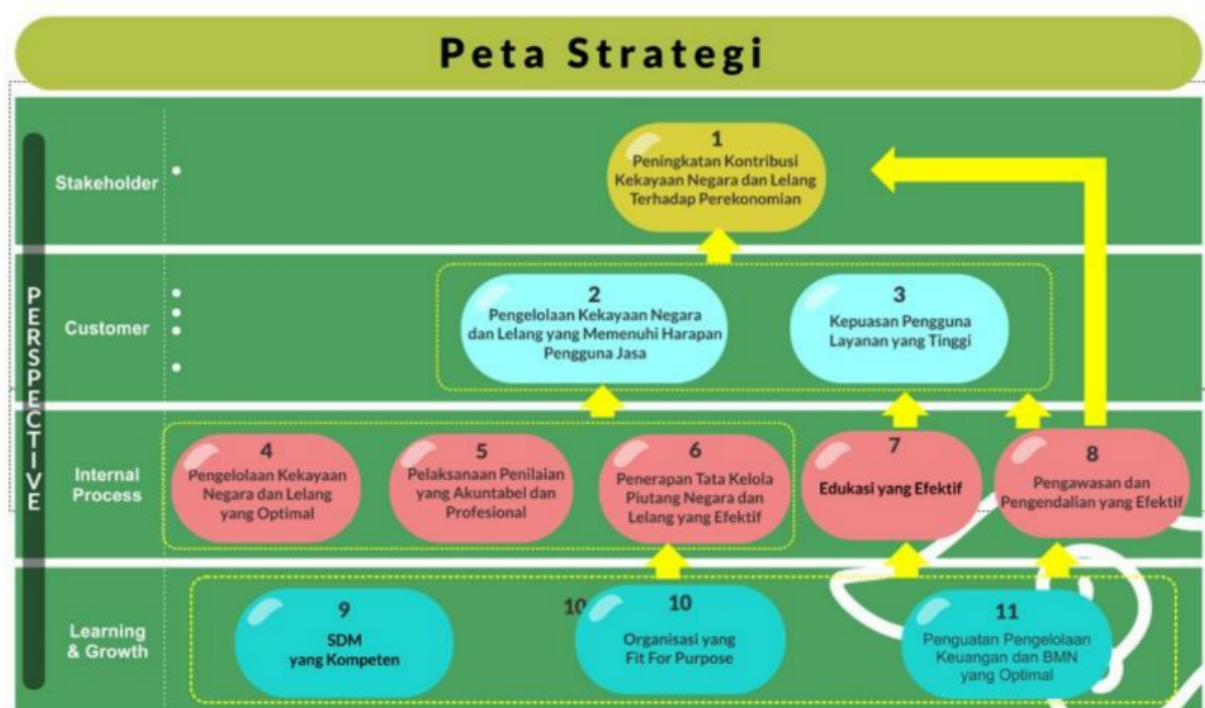 Peta Strategi
PERSPECTIVE
Stakeholder
1
Peningkatan Kontribusi
Kekayaan Negara dan Lelang
Terhadap Perekonomian
Customer
2
Pengelolaan Kekayaan Negara
dan Lelang yang Memenuhi Harapan
Pengguna Jasa
3
Kepuasan Pengguna
Layanan yang Tinggi
Internal
Process
4
Pengelolaan Kekayaan
Negara dan Lelang
yang Optimal
5
Pelaksanaan Penilaian
yang Akuntabel dan
Profesional
6
Penerapan Tata Kelola
Piutang Negara dan
Lelang yang Efektif
7
Edukasi yang Efektif
8
Pengawasan dan
Pengendalian yang Efektif
Learning
& Growth
9
SDM
yang Kompeten
10
10
Organisasi yang
Fit For Purpose
11
Penguatan Pengelolaan
Keuangan dan BMN
yang Optimal